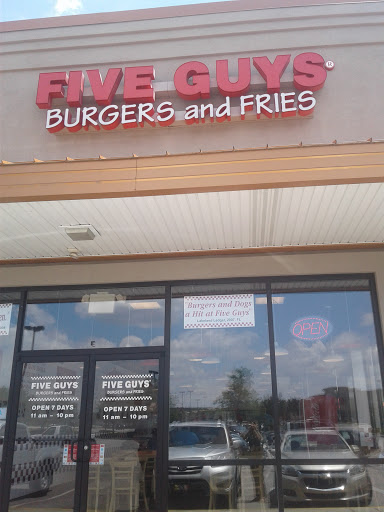 FIVE GUYS®
BURGERS and FRIES
Burgers and Dogs
a Hit at Five Guys
OPEN
FIVE GUYS
BURGERS and FRIES
OPEN 7 DAYS
11 am - 10 pm
FIVE GUYS
BURGERS and FRIES
OPEN 7 DAYS
11 am - 10 pm